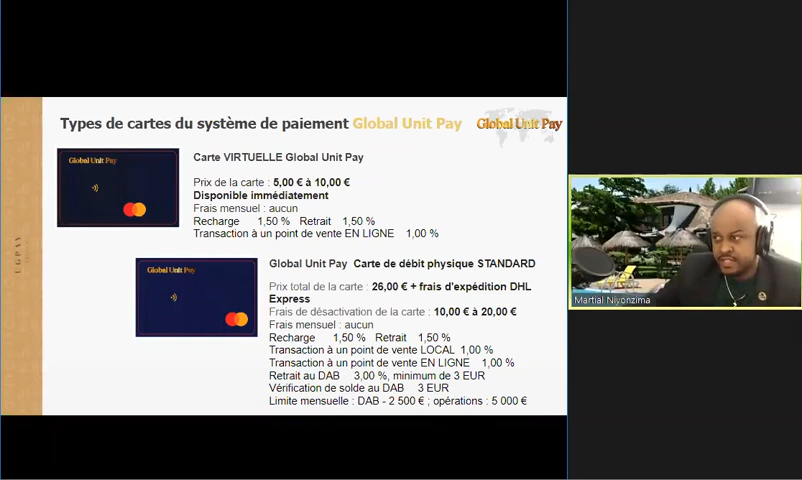 Types de cartes du système de paiement Global Unit Pay
Global Unit Pay
Global Unit Pay
Carte VIRTUELLE Global Unit Pay
Prix de la carte : 5,00 € à 10,00 €
Disponible immédiatement
Frais mensuel : aucun
Recharge 1,50 % Retrait 1,50 %
Transaction à un point de vente EN LIGNE 1,00 %
Global Unit Pay
Global Unit Pay Carte de débit physique STANDARD
Prix total de la carte : 26,00 € + frais d'expédition DHL
Express
Frais de désactivation de la carte : 10,00 € à 20,00 €
Frais mensuel : aucun
Recharge 1,50 % Retrait 1,50 %
Transaction à un point de vente LOCAL 1,00 %
Transaction à un point de vente EN LIGNE 1,00 %
Retrait au DAB 3,00 %, minimum de 3 EUR
Vérification de solde au DAB 3 EUR
Limite mensuelle : DAB - 2 500 € ; opérations : 5 000 €
UGPAY
Martial Niyonzima